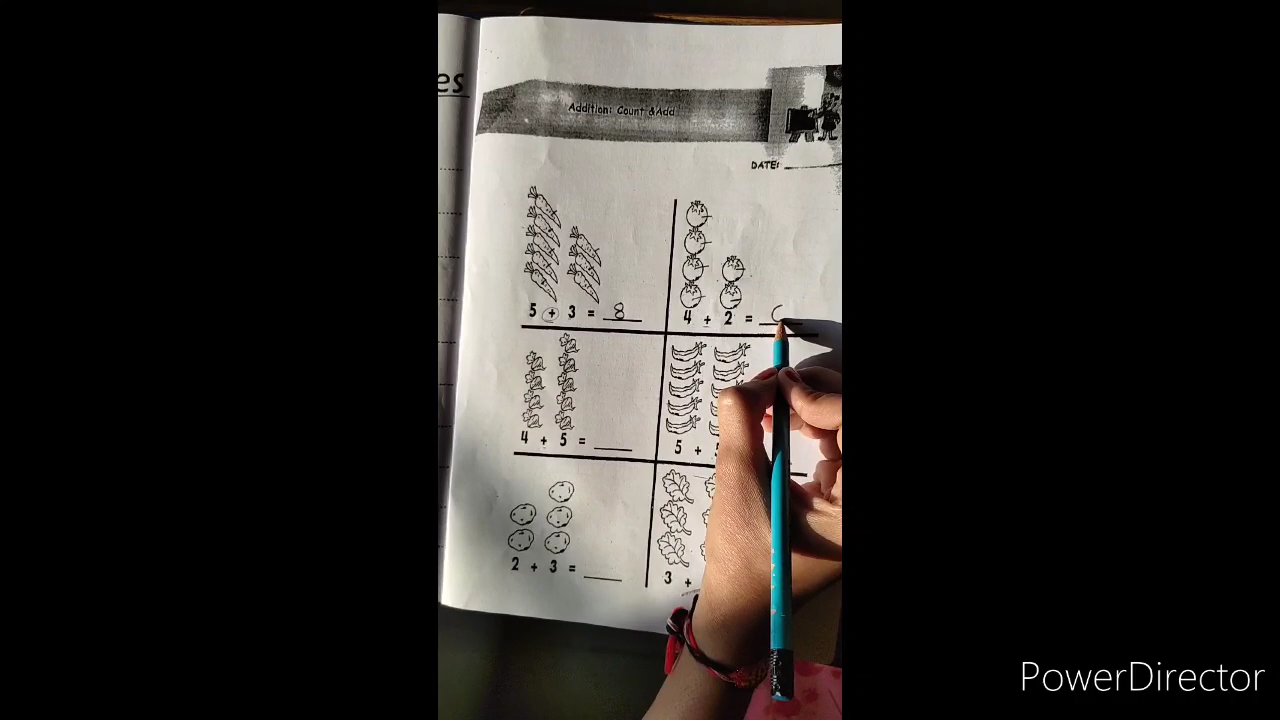 es
Addition: Count &Add
DATE:
5 + 3 = 8
4 + 2 =
4 + 5 =
5 +
2 + 3 =
3 +
PowerDirector